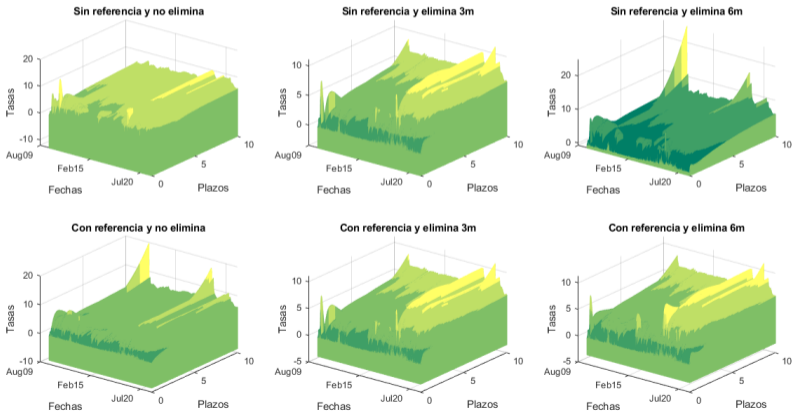 Sin referencia y no elimina
20
10
0
-10
Tasas
Aug09
Feb15
Jul20
Fechas
0
5
10
Plazos
Sin referencia y elimina 3m
10
5
0
Tasas
Aug09
Feb15
Jul20
Fechas
0
5
10
Plazos
Sin referencia y elimina 6m
20
10
0
Tasas
Aug09
Feb15
Jul20
Fechas
0
5
10
Plazos
Con referencia y no elimina
20
10
0
-10
Tasas
Aug09
Feb15
Jul20
Fechas
0
5
10
Plazos
Con referencia y elimina 3m
10
5
0
-5
Tasas
Aug09
Feb15
Jul20
Fechas
0
5
10
Plazos
Con referencia y elimina 6m
10
5
0
-5
Tasas
Aug09
Feb15
Jul20
Fechas
0
5
10
Plazos